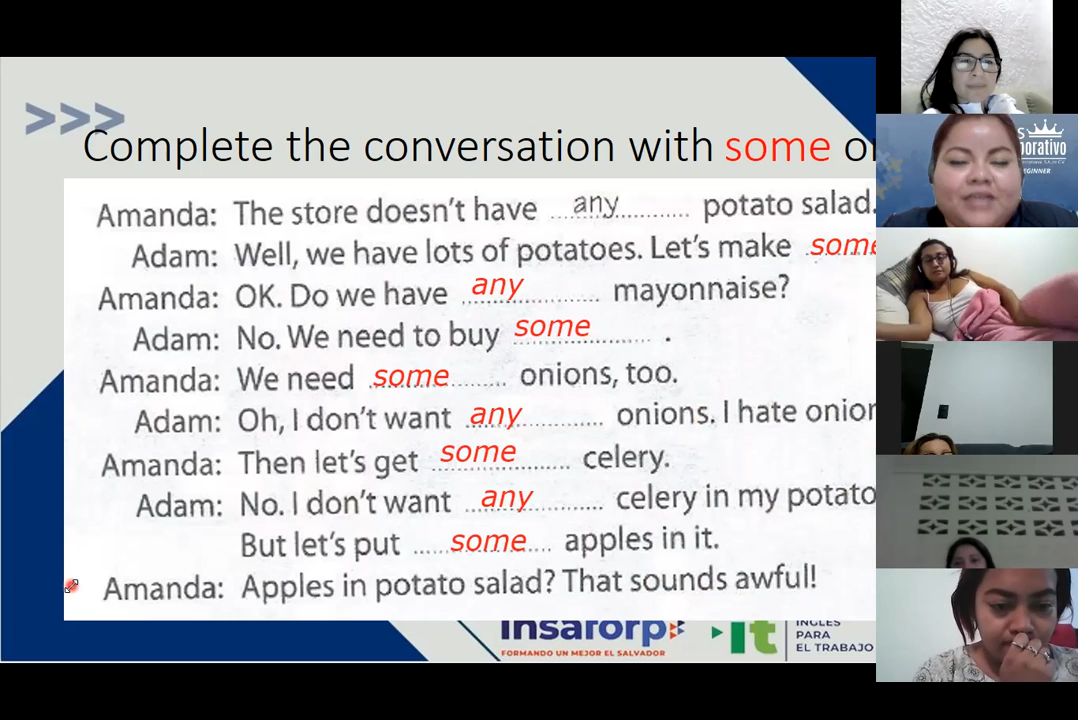 >>>
Complete the conversation with some or
Amanda: The store doesn't have any potato salad.
Adam: Well, we have lots of potatoes. Let's make some
Amanda: OK. Do we have any mayonnaise?
Adam: No. We need to buy some .
Amanda: We need some onions, too.
Adam: Oh, I don't want any onions. I hate onion
Amanda: Then let's get some celery.
Adam: No. I don't want any celery in my potato
But let's put some apples in it.
Amanda: Apples in potato salad? That sounds awful!
insaforp
FORMANDO UN MEJOR EL SALVADOR
It
INGLÉS
PARA
EL TRABAJO
S
porativo
EGINNER